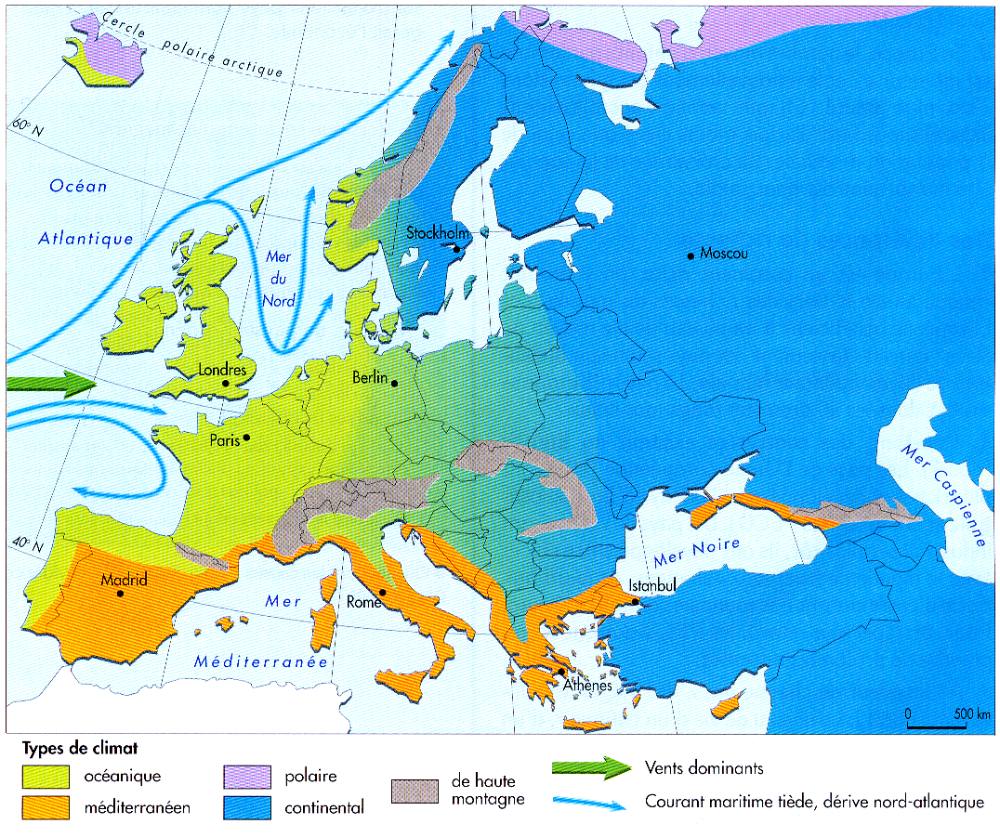 Cercle polaire arctique
60° N
Océan
Atlantique
Mer
du
Nord
Stockholm
Moscou
Londres
Berlin
Paris
Mer Caspienne
40° N
Mer Noire
Madrid
Mer
Rome
Istanbul
Méditerranée
Athènes
0 500 km
Types de climat
océanique
méditerranéen
polaire
continental
de haute
montagne
Vents dominants
Courant maritime tiède, dérive nord-atlantique